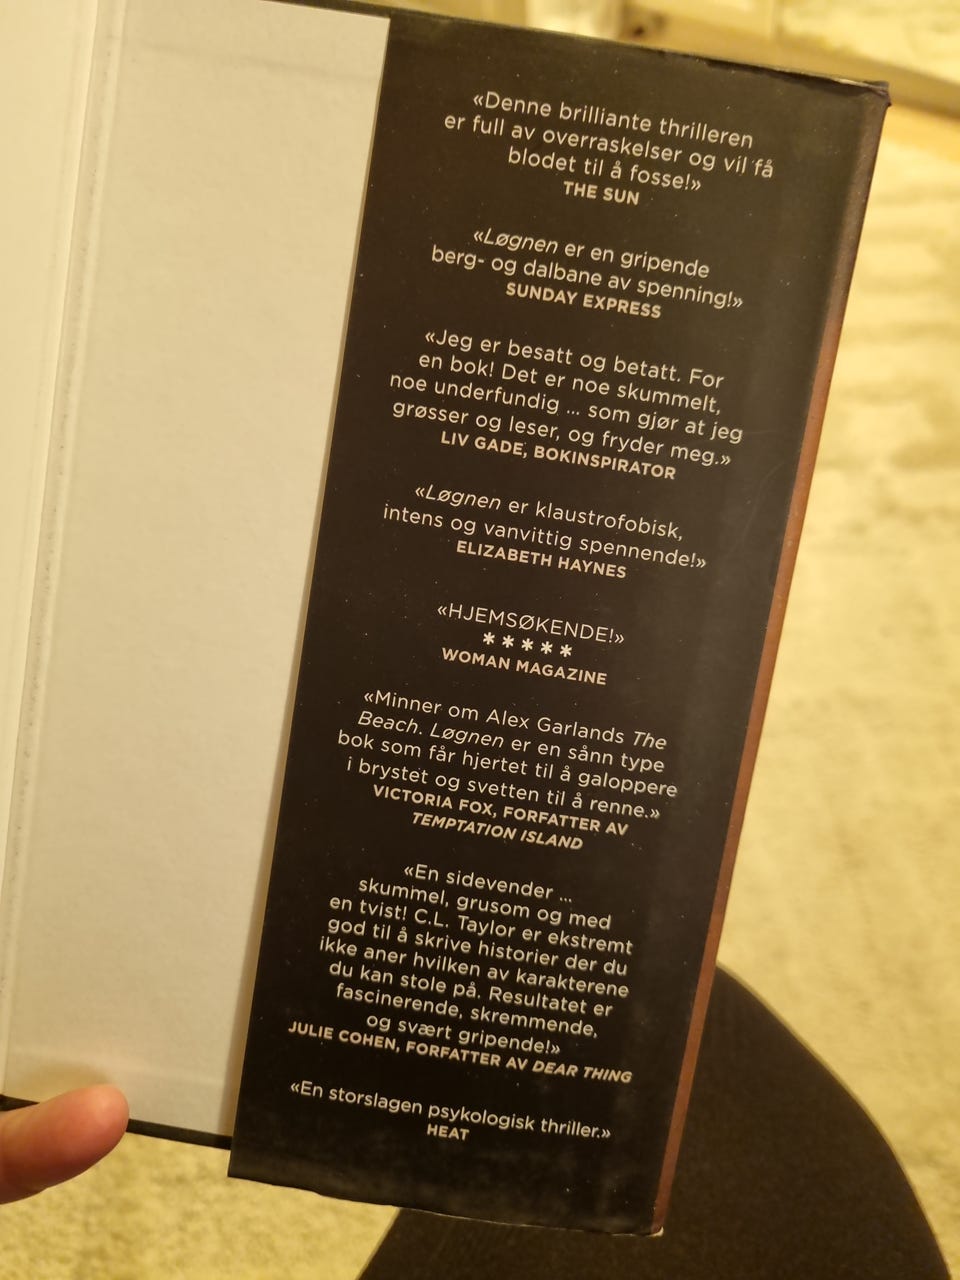 «Denne brilliante thrilleren
er full av overraskelser og vil få
blodet til å fosse!»
THE SUN
«Løgnen er en gripende
berg- og dalbane av spenning!»
SUNDAY EXPRESS
«Jeg er besatt og betatt. For
en bok! Det er noe skummelt,
noe underfundig ... som gjør at jeg
grøsser og leser, og fryder meg.»
LIV GADE, BOKINSPIRATOR
«Løgnen er klaustrofobisk,
intens og vanvittig spennende!»
ELIZABETH HAYNES
«HJEMSØKENDE!»
*****
WOMAN MAGAZINE
«Minner om Alex Garlands The
Beach. Løgnen er en sånn type
bok som får hjertet til å galoppere
i brystet og svetten til å renne.»
VICTORIA FOX, FORFATTER AV
TEMPTATION ISLAND
«En sidevender ...
skummel, grusom og med
en tvist! C.L. Taylor er ekstremt
god til å skrive historier der du
ikke aner hvilken av karakterene
du kan stole på. Resultatet er
fascinerende, skremmende,
og svært gripende!»
JULIE COHEN, FORFATTER AV DEAR THING
«En storslagen psykologisk thriller.»
HEAT